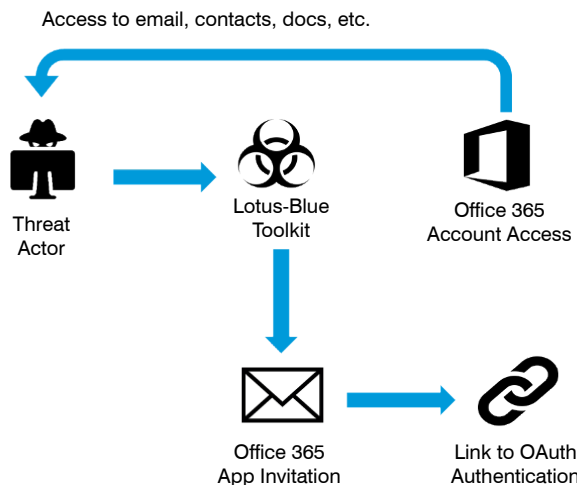 Access to email, contacts, docs, etc.
Threat
Actor
Lotus-Blue
Toolkit
Office 365
Account Access
Office 365
App Invitation
Link to OAuth
Authentication